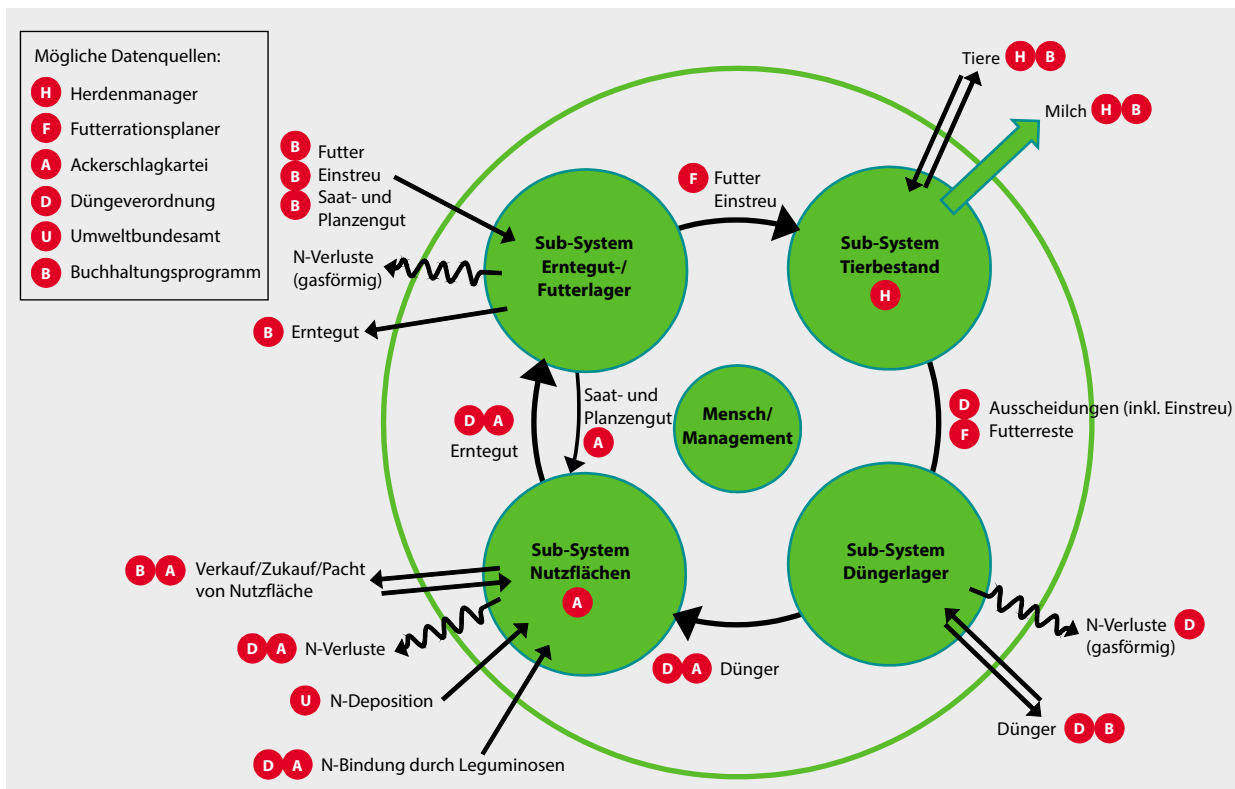 Mögliche Datenquellen:
H Herdenmanager
F Futterrationsplaner
A Ackerschlagkartei
D Düngeverordnung
U Umweltbundesamt
B Buchhaltungsprogramm
Tiere H B
Milch H B
B Futter
B Einstreu
B Saat- und
Planzengut
F Futter
Einstreu
N-Verluste
(gasförmig)
Sub-System
Erntegut-/
Futterlager
Sub-System
Tierbestand
H
B Erntegut
Saat- und
Planzengut
A
D A
Erntegut
Mensch/
Management
D Ausscheidungen (inkl. Einstreu)
F Futterreste
Sub-System
Nutzflächen
A
Sub-System
Düngerlager
B A Verkauf/Zukauf/Pacht
von Nutzfläche
D A N-Verluste
N-Verluste D
(gasförmig)
D A Dünger
U N-Deposition
Dünger D B
D A N-Bindung durch Leguminosen